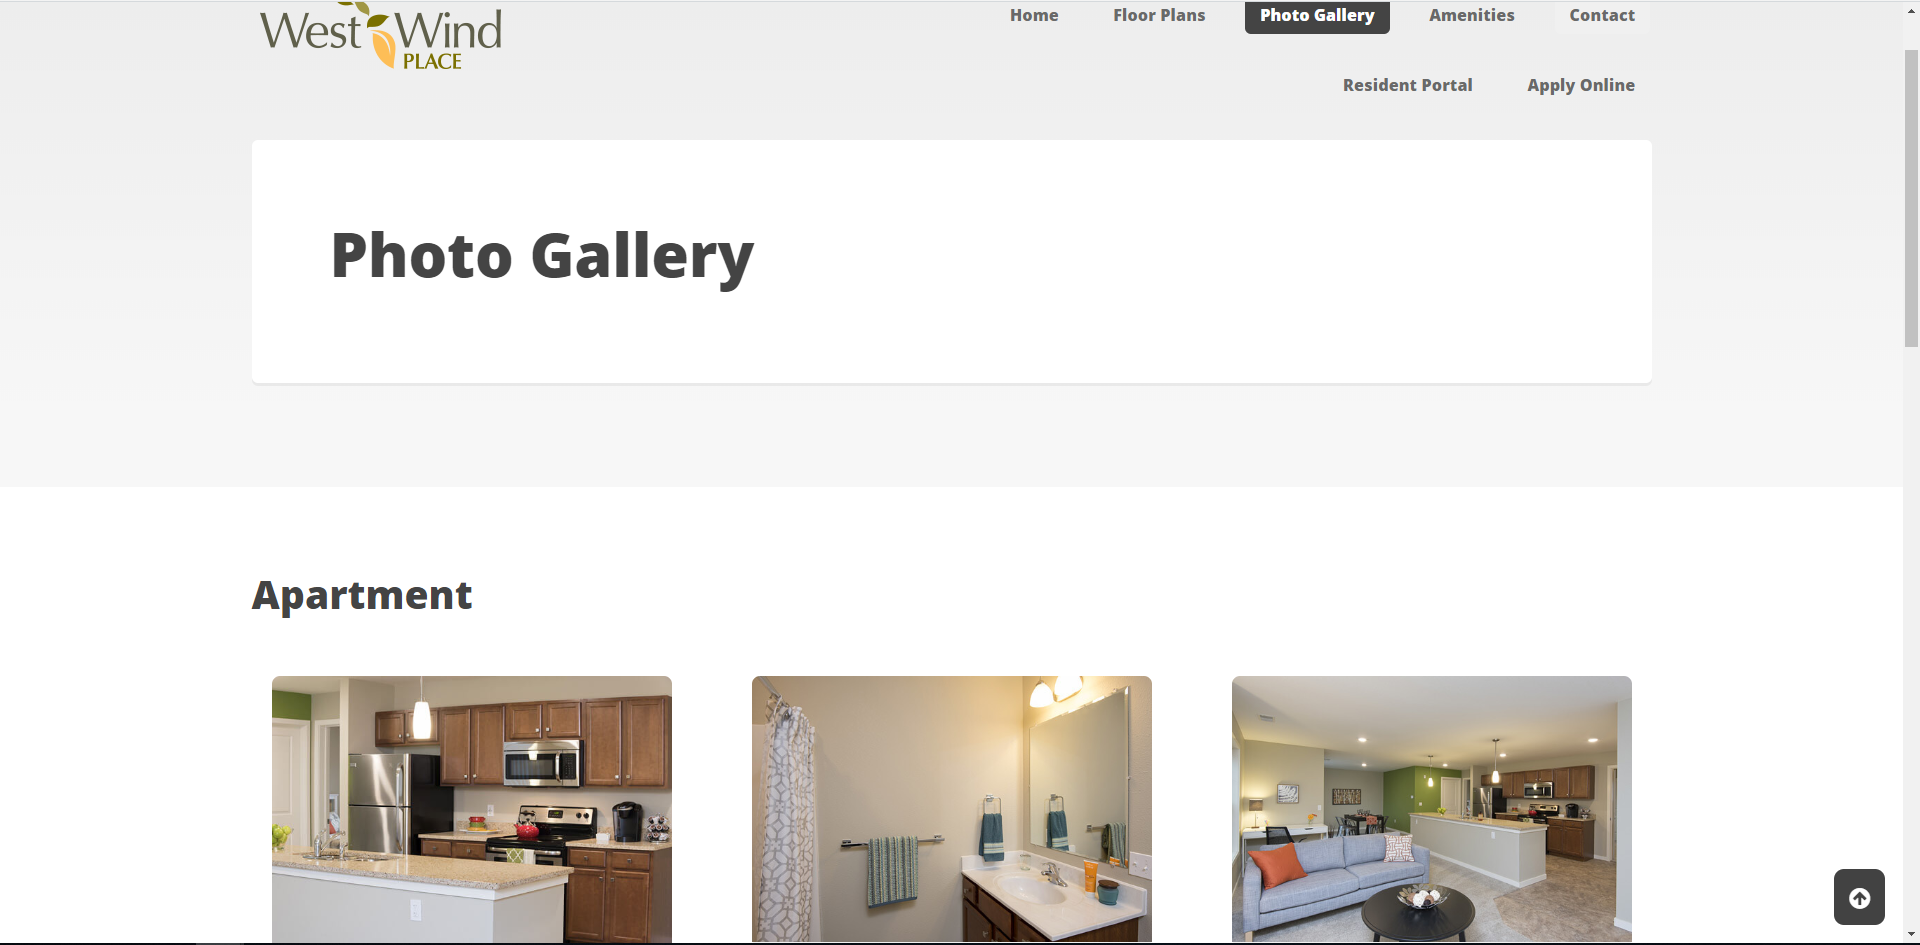 West Wind
PLACE
Home
Floor Plans
Photo Gallery
Amenities
Contact
Resident Portal
Apply Online
Photo Gallery
Apartment